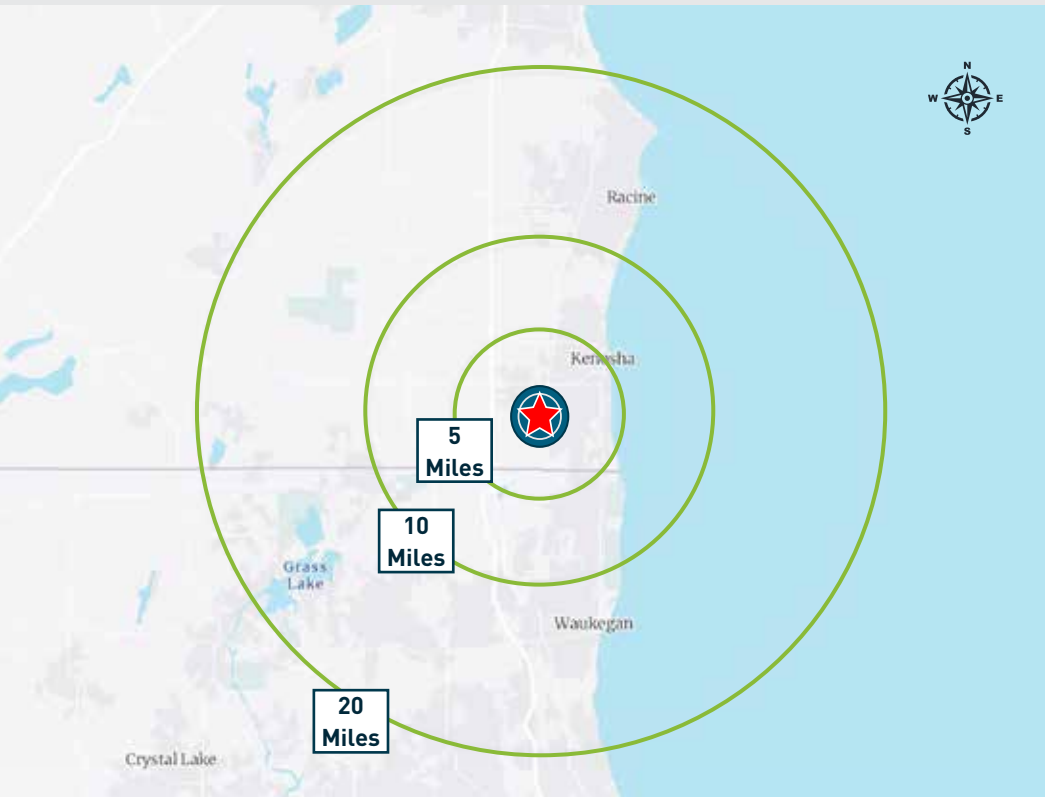 N
W E
S
Racine
Kenosha
5
Miles
10
Miles
Grass
Lake
Waukegan
20
Miles
Crystal Lake